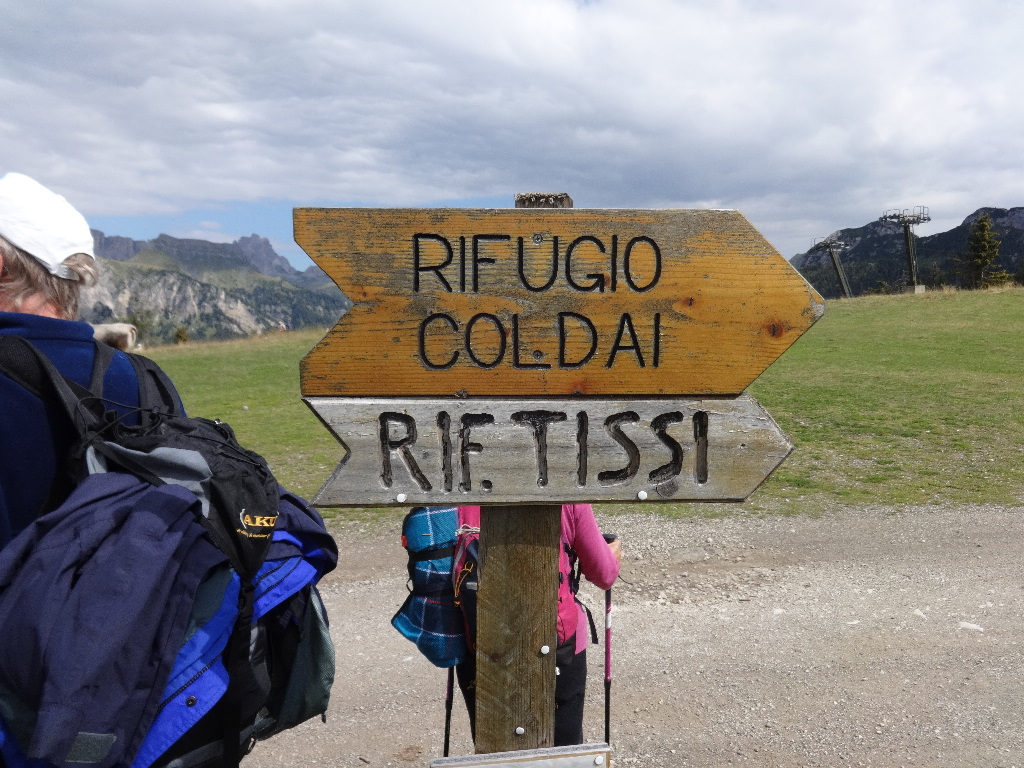 RIFUGIO
COLDAI
RIF. TISSI
AKU